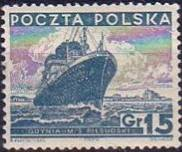 POCZTA POLSKA
GDYNIA-M/S PIŁSUDSKI
Gr 15